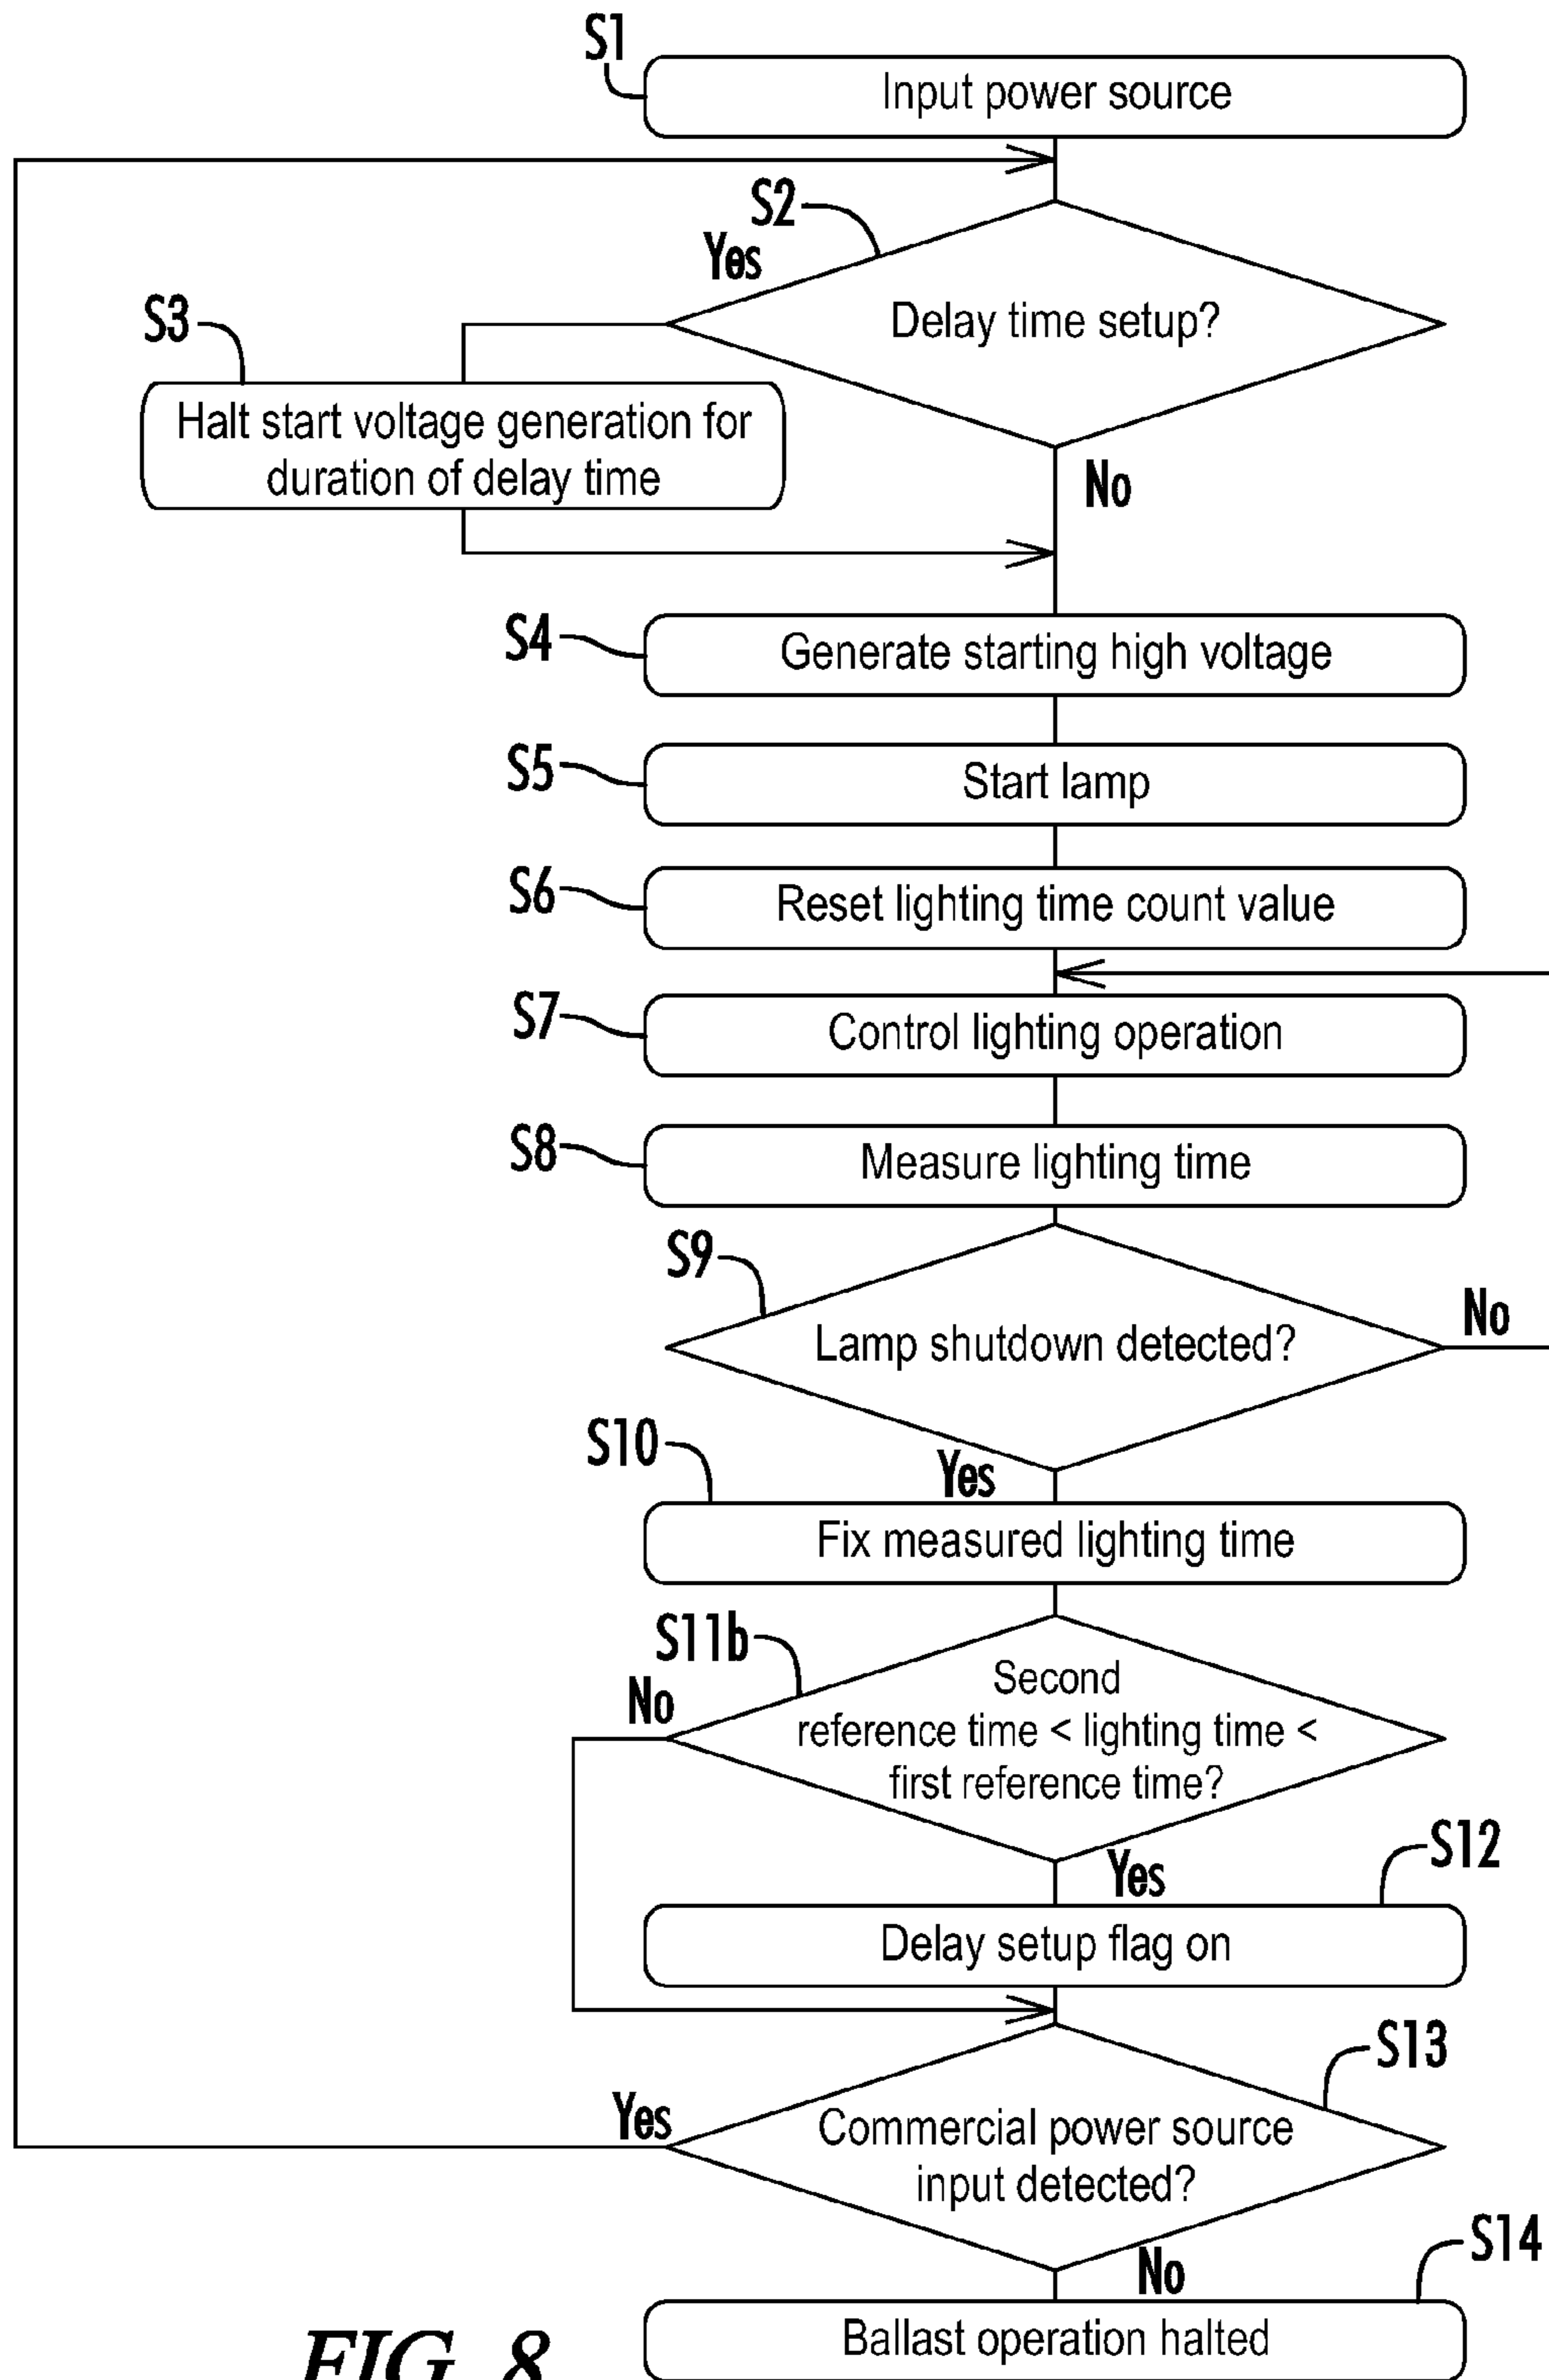 S1
Input power source
S2
Yes
Delay time setup?
S3
Halt start voltage generation for
duration of delay time
No
S4
Generate starting high voltage
S5
Start lamp
S6
Reset lighting time count value
S7
Control lighting operation
S8
Measure lighting time
S9
No
Lamp shutdown detected?
S10
Yes
Fix measured lighting time
S11b
No
Second
reference time < lighting time <
first reference time?
S12
Yes
Delay setup flag on
S13
Yes
Commercial power source
input detected?
S14
No
Ballast operation halted
FIG. 8